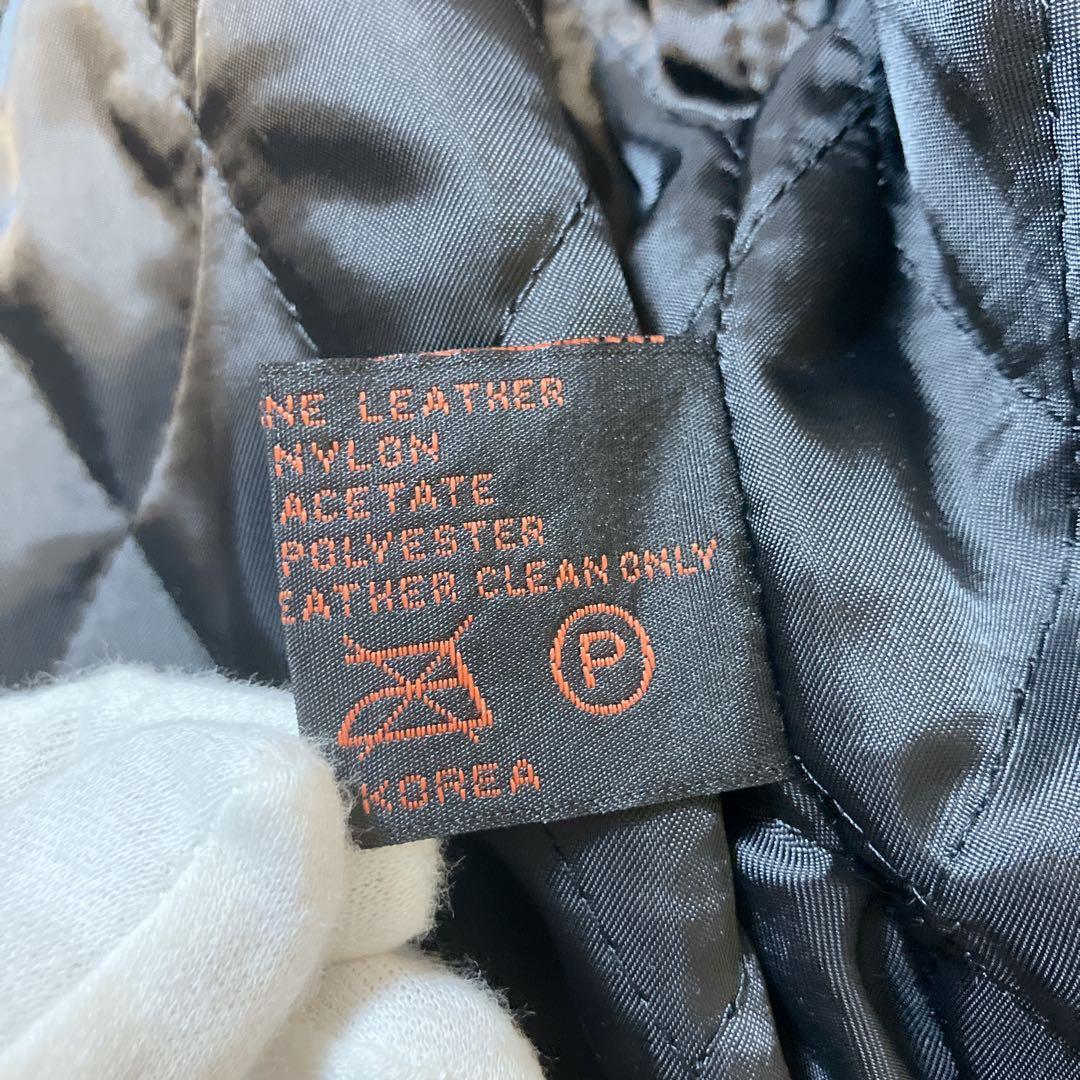 NE LEATHER
NYLON
ACETATE
POLYESTER
EATHER CLEAN ONLY
P
KOREA